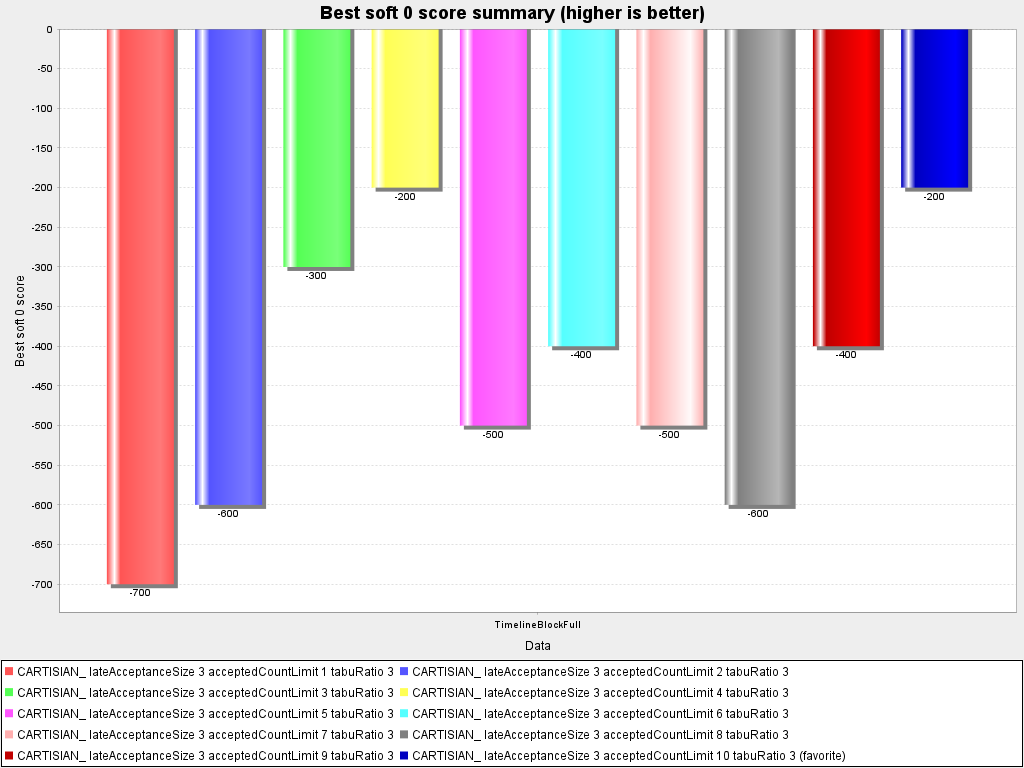 Best soft 0 score summary (higher is better)
0
-50
-100
-150
-200
-250
-300
-350
-400
-450
-500
-550
-600
-650
-700
Best soft 0 score
-700
-600
-300
-200
-500
-400
-500
-600
-400
-200
TimelineBlockFull
Data
CARTISIAN_ lateAcceptanceSize 3 acceptedCountLimit 1 tabuRatio 3
CARTISIAN_ lateAcceptanceSize 3 acceptedCountLimit 2 tabuRatio 3
CARTISIAN_ lateAcceptanceSize 3 acceptedCountLimit 3 tabuRatio 3
CARTISIAN_ lateAcceptanceSize 3 acceptedCountLimit 4 tabuRatio 3
CARTISIAN_ lateAcceptanceSize 3 acceptedCountLimit 5 tabuRatio 3
CARTISIAN_ lateAcceptanceSize 3 acceptedCountLimit 6 tabuRatio 3
CARTISIAN_ lateAcceptanceSize 3 acceptedCountLimit 7 tabuRatio 3
CARTISIAN_ lateAcceptanceSize 3 acceptedCountLimit 8 tabuRatio 3
CARTISIAN_ lateAcceptanceSize 3 acceptedCountLimit 9 tabuRatio 3
CARTISIAN_ lateAcceptanceSize 3 acceptedCountLimit 10 tabuRatio 3 (favorite)